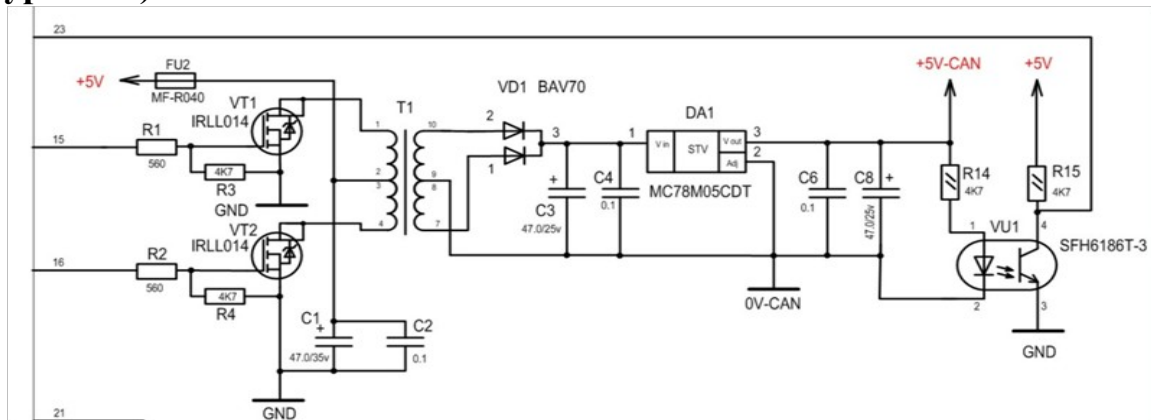 23
+5V
FU2
MF-R040
VT1
IRLL014
15
R1
560
4K7
R3
GND
VT2
IRLL014
16
R2
560
4K7
R4
C1
+
47.0/35v
C2
0.1
GND
21
T1
1
2
3
4
10
9
8
7
VD1 BAV70
2
1
3
+
C3
47.0/25v
C4
0.1
DA1
1
V in
STV
V out
Adj
3
2
MC78M05CDT
C6
0.1
C8
+
47.0/25v
0V-CAN
+5V-CAN
+5V
R14
4K7
R15
4K7
VU1
1
4
SFH6186T-3
2
3
GND